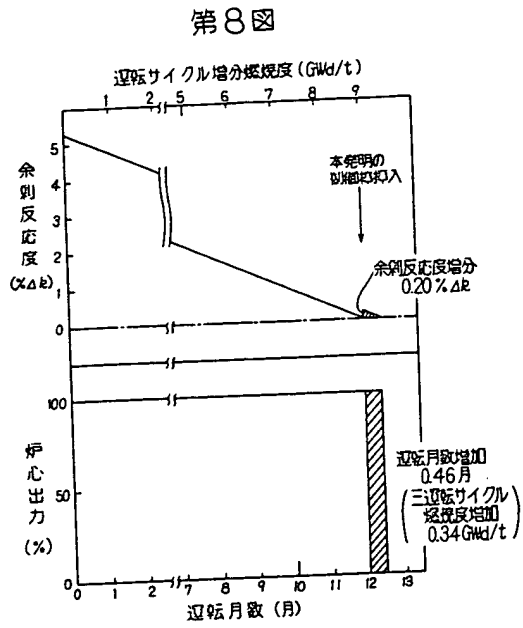 第8図
運転サイクル増分燃焼度(GWd/t)
1 2 5 6 7 8 9
余剰反応度
(%Δk)
5
4
3
2
1
0
本発明の
制御棒挿入
余剰反応度増分
0.20%Δk
炉心出力
(%)
100
50
0
運転月数増加
0.46月
(三運転サイクル
燃焼度増加
0.34GWd/t)
0 1 2 7 8 9 10 11 12 13
運転月数(月)